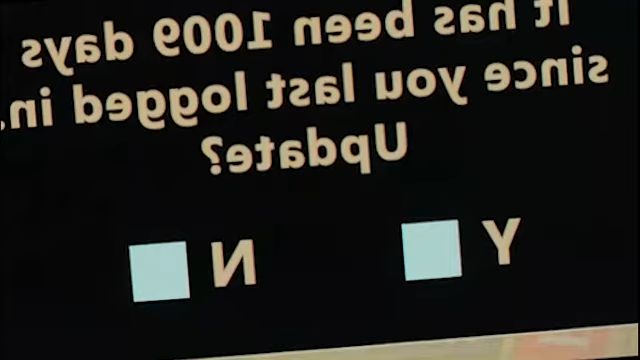 It has been 1009 days
since you last logged in.
Update?
Y
N